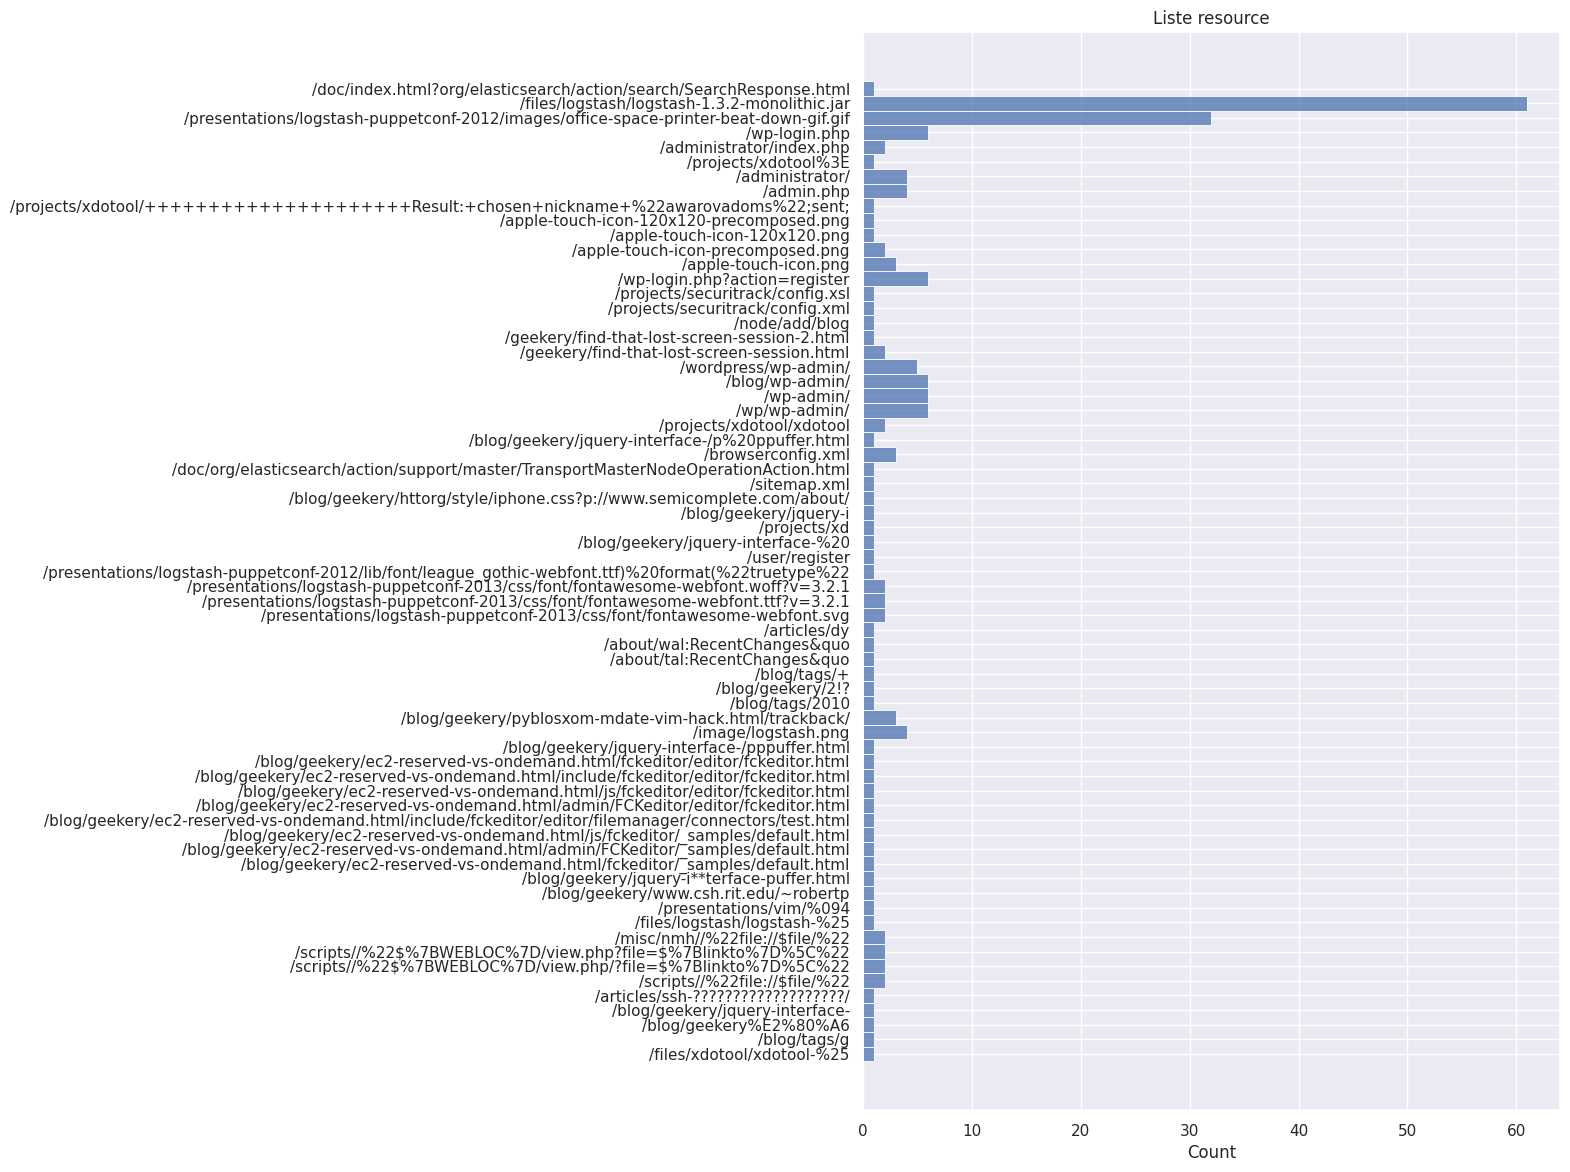 Liste resource
/doc/index.html?org/elasticsearch/action/search/SearchResponse.html
/files/logstash/logstash-1.3.2-monolithic.jar
/presentations/logstash-puppetconf-2012/images/office-space-printer-beat-down-gif.gif
/wp-login.php
/administrator/index.php
/projects/xdotool%3E
/administrator/
/admin.php
/projects/xdotool/+++++++++++++++++++++Result:+chosen+nickname+%22awarovadoms%22;sent;
/apple-touch-icon-120x120-precomposed.png
/apple-touch-icon-120x120.png
/apple-touch-icon-precomposed.png
/apple-touch-icon.png
/wp-login.php?action=register
/projects/securitrack/config.xsl
/projects/securitrack/config.xml
/node/add/blog
/geekery/find-that-lost-screen-session-2.html
/geekery/find-that-lost-screen-session.html
/wordpress/wp-admin/
/blog/wp-admin/
/wp-admin/
/wp/wp-admin/
/projects/xdotool/xdotool
/blog/geekery/jquery-interface-/p%20ppuffer.html
/browserconfig.xml
/doc/org/elasticsearch/action/support/master/TransportMasterNodeOperationAction.html
/sitemap.xml
/blog/geekery/httorg/style/iphone.css?p://www.semicomplete.com/about/
/blog/geekery/jquery-i
/projects/xd
/blog/geekery/jquery-interface-%20
/user/register
/presentations/logstash-puppetconf-2012/lib/font/league_gothic-webfont.ttf)%20format(%22truetype%22
/presentations/logstash-puppetconf-2013/css/font/fontawesome-webfont.woff?v=3.2.1
/presentations/logstash-puppetconf-2013/css/font/fontawesome-webfont.ttf?v=3.2.1
/presentations/logstash-puppetconf-2013/css/font/fontawesome-webfont.svg
/articles/dy
/about/wal:RecentChanges&quo
/about/tal:RecentChanges&quo
/blog/tags/+
/blog/geekery/2!?
/blog/tags/2010
/blog/geekery/pyblosxom-mdate-vim-hack.html/trackback/
/image/logstash.png
/blog/geekery/jquery-interface-/pppuffer.html
/blog/geekery/ec2-reserved-vs-ondemand.html/fckeditor/editor/fckeditor.html
/blog/geekery/ec2-reserved-vs-ondemand.html/include/fckeditor/editor/fckeditor.html
/blog/geekery/ec2-reserved-vs-ondemand.html/js/fckeditor/editor/fckeditor.html
/blog/geekery/ec2-reserved-vs-ondemand.html/admin/FCKeditor/editor/fckeditor.html
/blog/geekery/ec2-reserved-vs-ondemand.html/include/fckeditor/editor/filemanager/connectors/test.html
/blog/geekery/ec2-reserved-vs-ondemand.html/js/fckeditor/_samples/default.html
/blog/geekery/ec2-reserved-vs-ondemand.html/admin/FCKeditor/_samples/default.html
/blog/geekery/ec2-reserved-vs-ondemand.html/fckeditor/_samples/default.html
/blog/geekery/jquery-i**terface-puffer.html
/blog/geekery/www.csh.rit.edu/~robertp
/presentations/vim/%094
/files/logstash/logstash-%25
/misc/nmh//%22file://$file/%22
/scripts//%22$%7BWEBLOC%7D/view.php?file=$%7Blinkto%7D%5C%22
/scripts//%22$%7BWEBLOC%7D/view.php/?file=$%7Blinkto%7D%5C%22
/scripts//%22file://$file/%22
/articles/ssh-???????????????????/
/blog/geekery/jquery-interface-
/blog/geekery%E2%80%A6
/blog/tags/g
/files/xdotool/xdotool-%25
0 10 20 30 40 50 60
Count